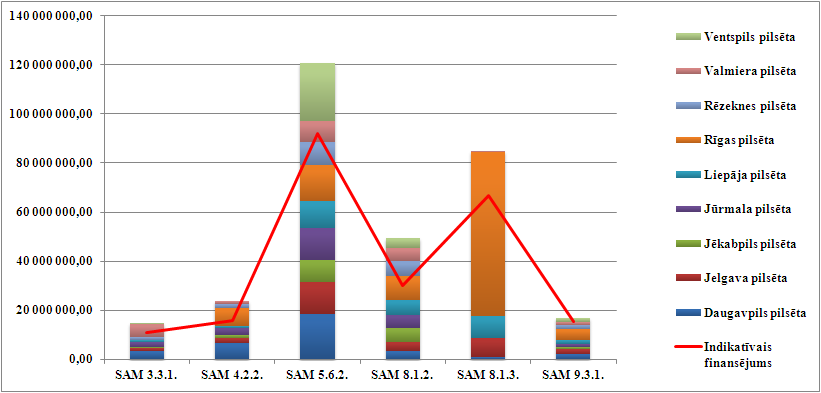 140 000 000,00
120 000 000,00
100 000 000,00
80 000 000,00
60 000 000,00
40 000 000,00
20 000 000,00
0,00
SAM 3.3.1.
SAM 4.2.2.
SAM 5.6.2.
SAM 8.1.2.
SAM 8.1.3.
SAM 9.3.1.
Ventspils pilsēta
Valmiera pilsēta
Rēzeknes pilsēta
Rīgas pilsēta
Liepāja pilsēta
Jūrmala pilsēta
Jēkabpils pilsēta
Jelgava pilsēta
Daugavpils pilsēta
Indikatīvais
finansējums